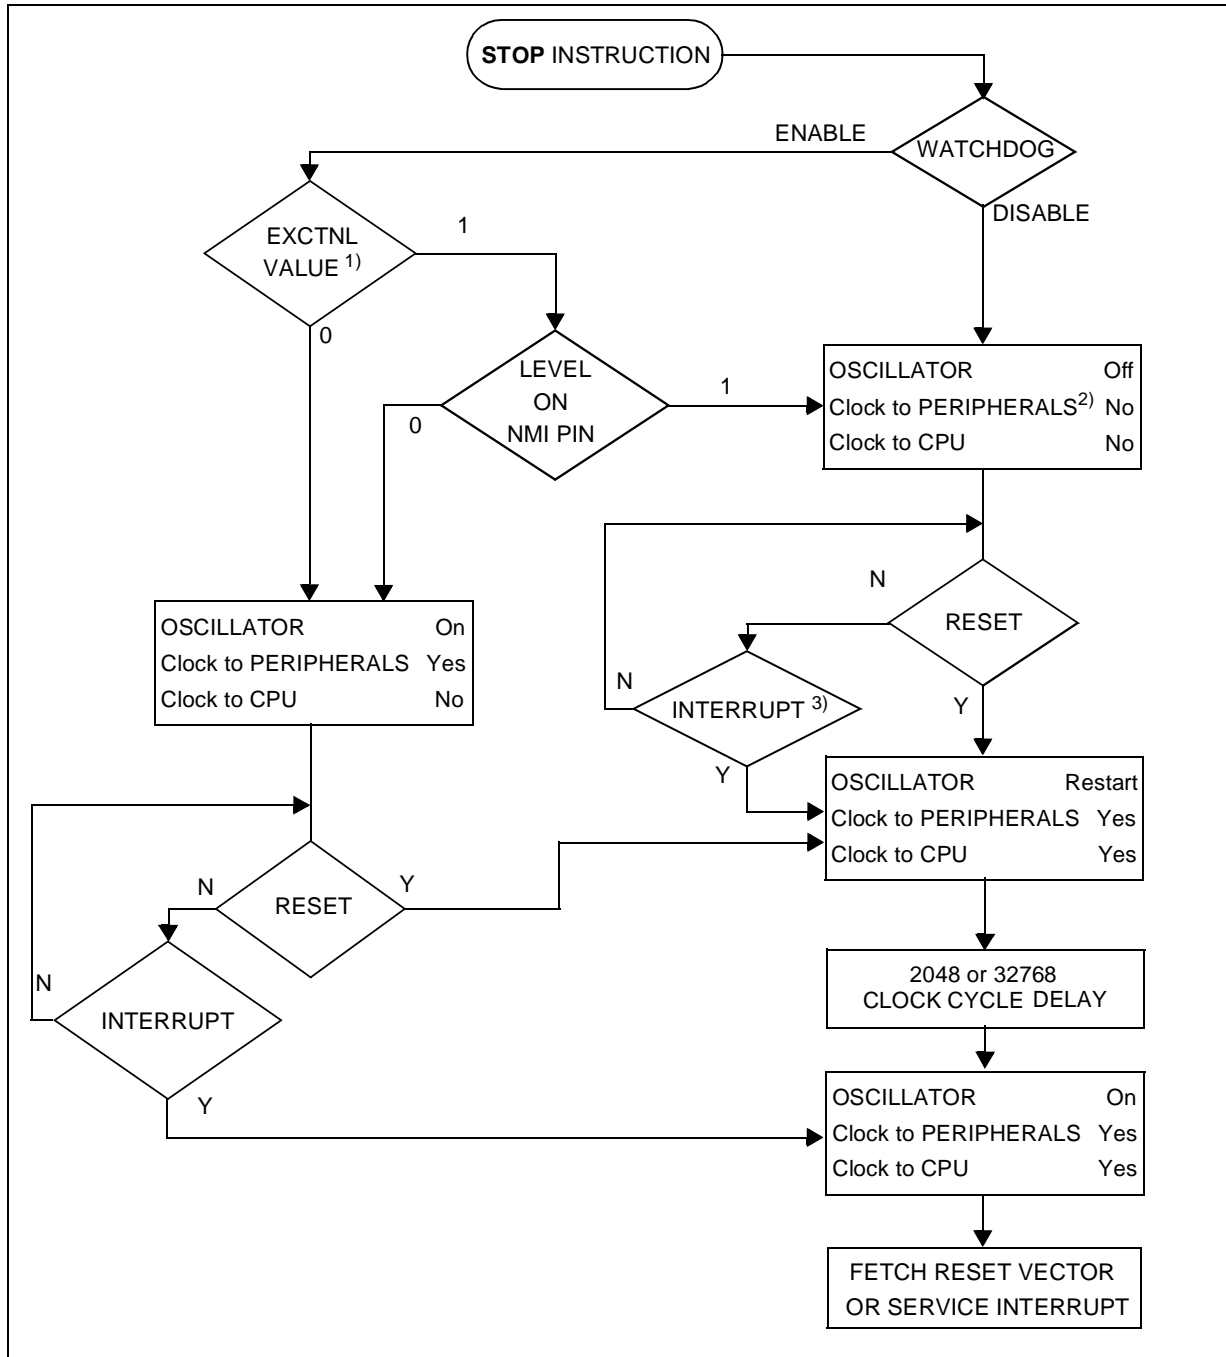 STOP INSTRUCTION
WATCHDOG
ENABLE
DISABLE
EXCTNL
VALUE 1)
1
0
LEVEL
ON
NMI PIN
1
0
OSCILLATOR Off
Clock to PERIPHERALS2) No
Clock to CPU No
N
RESET
Y
N
INTERRUPT 3)
Y
OSCILLATOR On
Clock to PERIPHERALS Yes
Clock to CPU No
OSCILLATOR Restart
Clock to PERIPHERALS Yes
Clock to CPU Yes
N
RESET
Y
N
INTERRUPT
Y
2048 or 32768
CLOCK CYCLE DELAY
OSCILLATOR On
Clock to PERIPHERALS Yes
Clock to CPU Yes
FETCH RESET VECTOR
OR SERVICE INTERRUPT